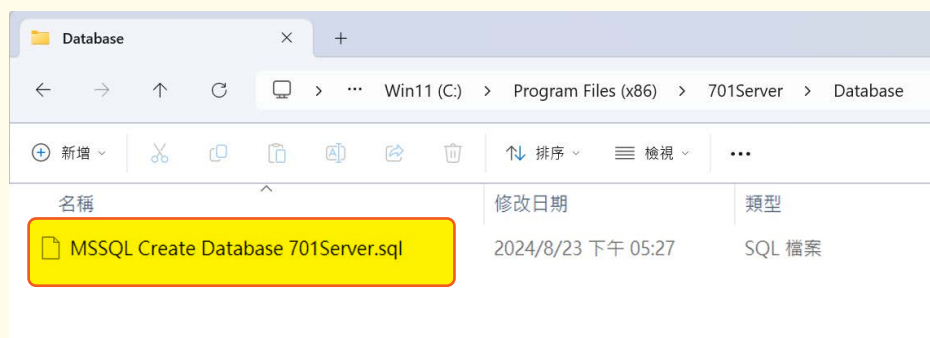 Database
Win11 (C:) > Program Files (x86) > 701Server > Database
新增 排序 檢視
名稱 修改日期 類型
MSSQL Create Database 701Server.sql 2024/8/23 下午 05:27 SQL 檔案